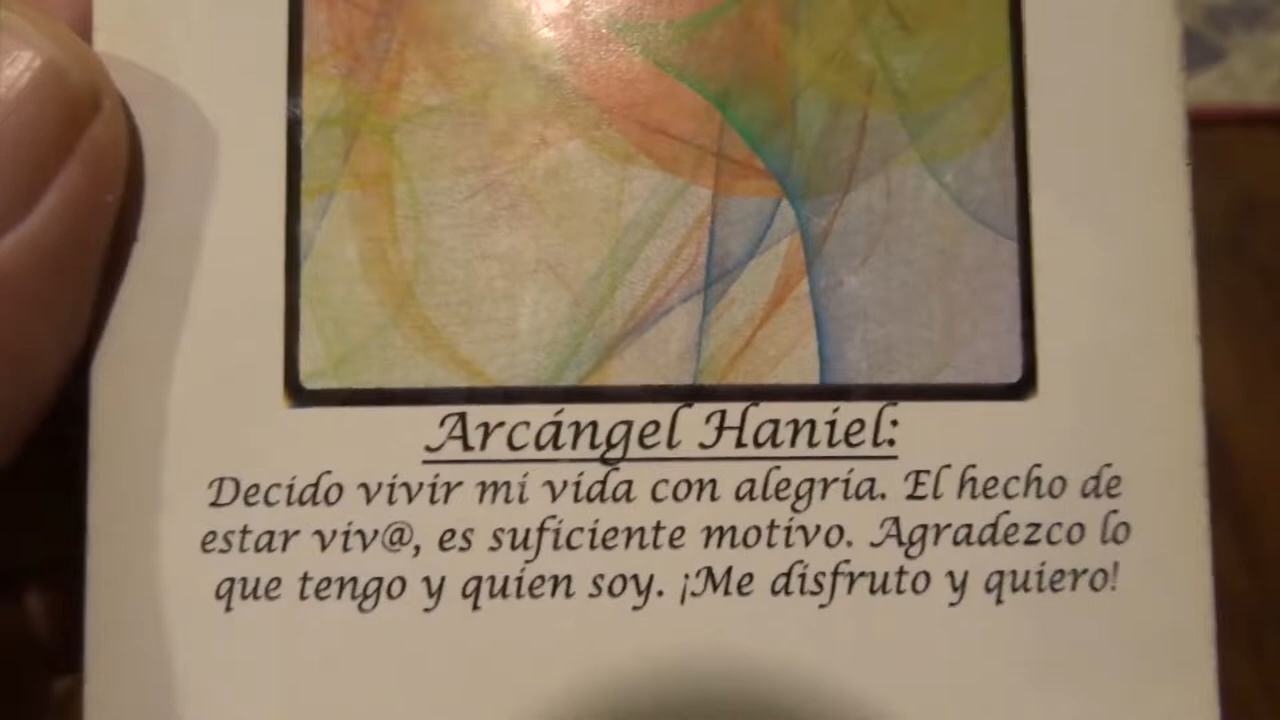 Arcángel Haniel:
Decido vivir mi vida con alegría. El hecho de
estar viv@, es suficiente motivo. Agradezco lo
que tengo y quien soy. ¡Me disfruto y quiero!